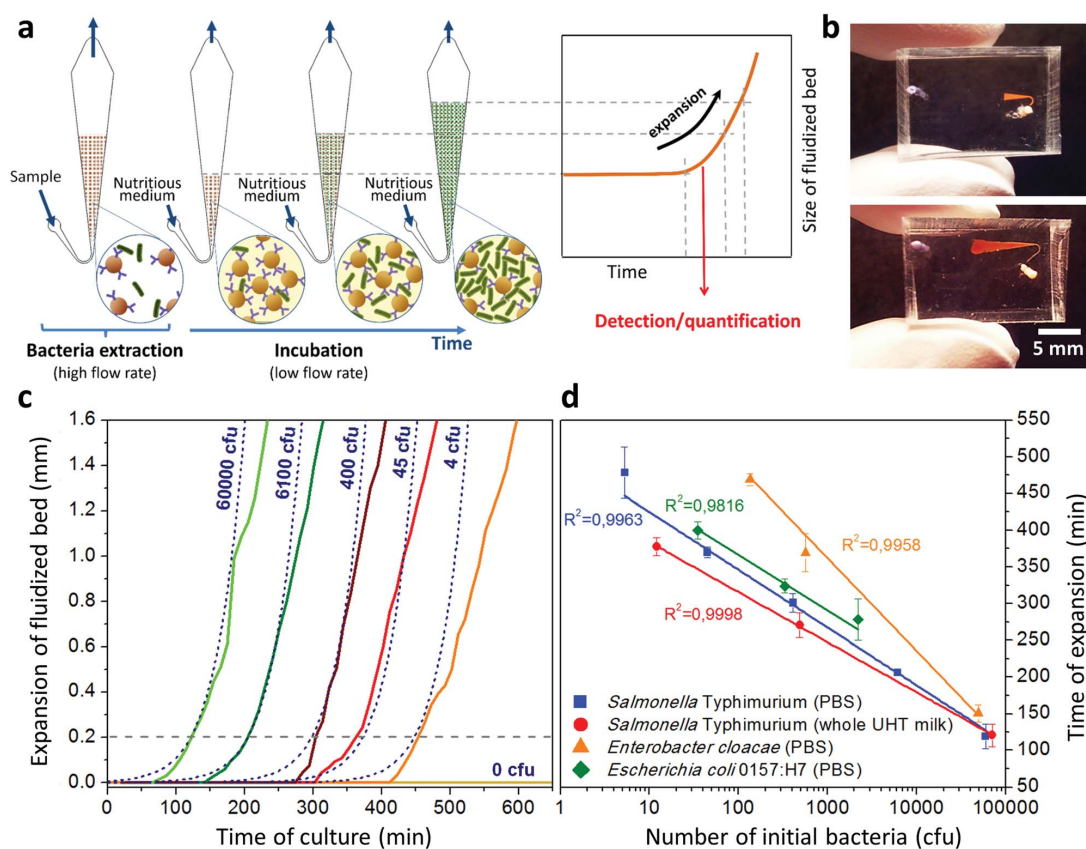 a
Sample
Nutritious
medium
Nutritious
medium
Nutritious
medium
Bacteria extraction
(high flow rate)
Incubation
(low flow rate)
Time
expansion
Size of fluidized bed
Time
Detection/quantification
b
5 mm
c
Expansion of fluidized bed (mm)
1.6
1.4
1.2
1.0
0.8
0.6
0.4
0.2
0.0
60000 cfu
6100 cfu
400 cfu
45 cfu
4 cfu
0 cfu
0 100 200 300 400 500 600
Time of culture (min)
d
R²=0,9963
R²=0,9816
R²=0,9958
R²=0,9998
Salmonella Typhimurium (PBS)
Salmonella Typhimurium (whole UHT milk)
Enterobacter cloacae (PBS)
Escherichia coli 0157:H7 (PBS)
550
500
450
400
350
300
250
200
150
100
50
Time of expansion (min)
1 10 100 1000 10000 100000
Number of initial bacteria (cfu)